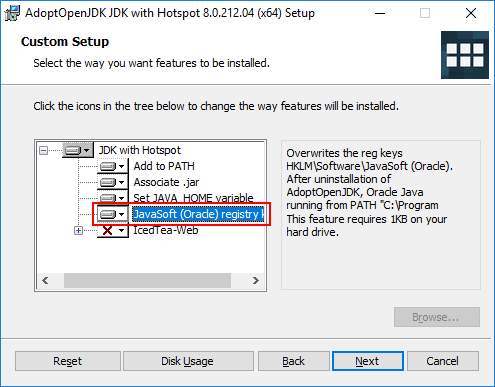 AdoptOpenJDK JDK with Hotspot 8.0.212.04 (x64) Setup
Custom Setup
Select the way you want features to be installed.
Click the icons in the tree below to change the way features will be installed.
JDK with Hotspot
Add to PATH
Associate .jar
Set JAVA_HOME variable
JavaSoft (Oracle) registry k
IcedTea-Web
Overwrites the reg keys
HKLM\Software\JavaSoft (Oracle).
After uninstallation of
AdoptOpenJDK, Oracle Java
running from PATH "C:\Program
This feature requires 1KB on your
hard drive.
Browse...
Reset
Disk Usage
Back
Next
Cancel